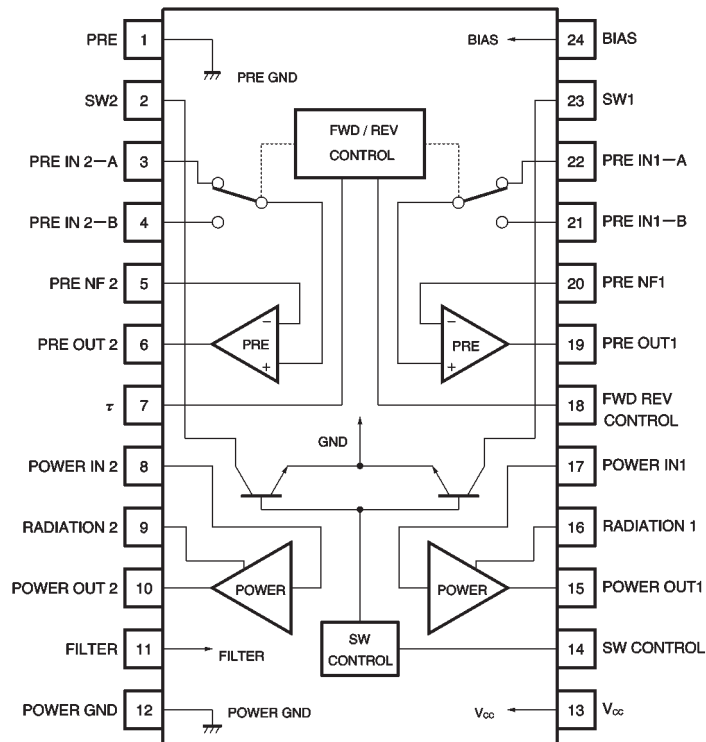 PRE 1
PRE GND
BIAS 24 BIAS
SW2 2
23 SW1
FWD / REV
CONTROL
PRE IN 2－A 3
22 PRE IN1－A
PRE IN 2－B 4
21 PRE IN1－B
PRE NF 2 5
20 PRE NF1
PRE OUT 2 6
－
PRE
＋
－
PRE
＋
19 PRE OUT1
τ 7
18 FWD REV
CONTROL
GND
POWER IN 2 8
17 POWER IN1
RADIATION 2 9
16 RADIATION 1
POWER OUT 2 10
POWER
POWER
15 POWER OUT1
FILTER 11 FILTER
SW
CONTROL
14 SW CONTROL
POWER GND 12 POWER GND
Vcc 13 Vcc